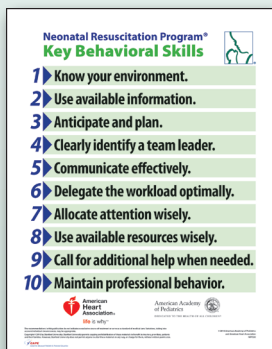 Neonatal Resuscitation Program®
Key Behavioral Skills
1 Know your environment.
2 Use available information.
3 Anticipate and plan.
4 Clearly identify a team leader.
5 Communicate effectively.
6 Delegate the workload optimally.
7 Allocate attention wisely.
8 Use available resources wisely.
9 Call for additional help when needed.
10 Maintain professional behavior.
American
Heart
Association®
life is why™
American Academy
of Pediatrics